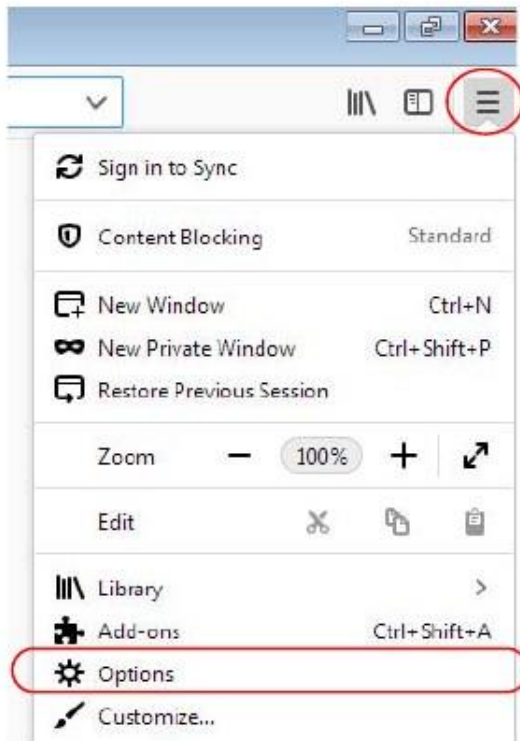 Sign in to Sync
Content Blocking Standard
New Window Ctrl+N
New Private Window Ctrl+Shift+P
Restore Previous Session
Zoom 100%
Edit
Library
Add-ons Ctrl+Shift+A
Options
Customize...